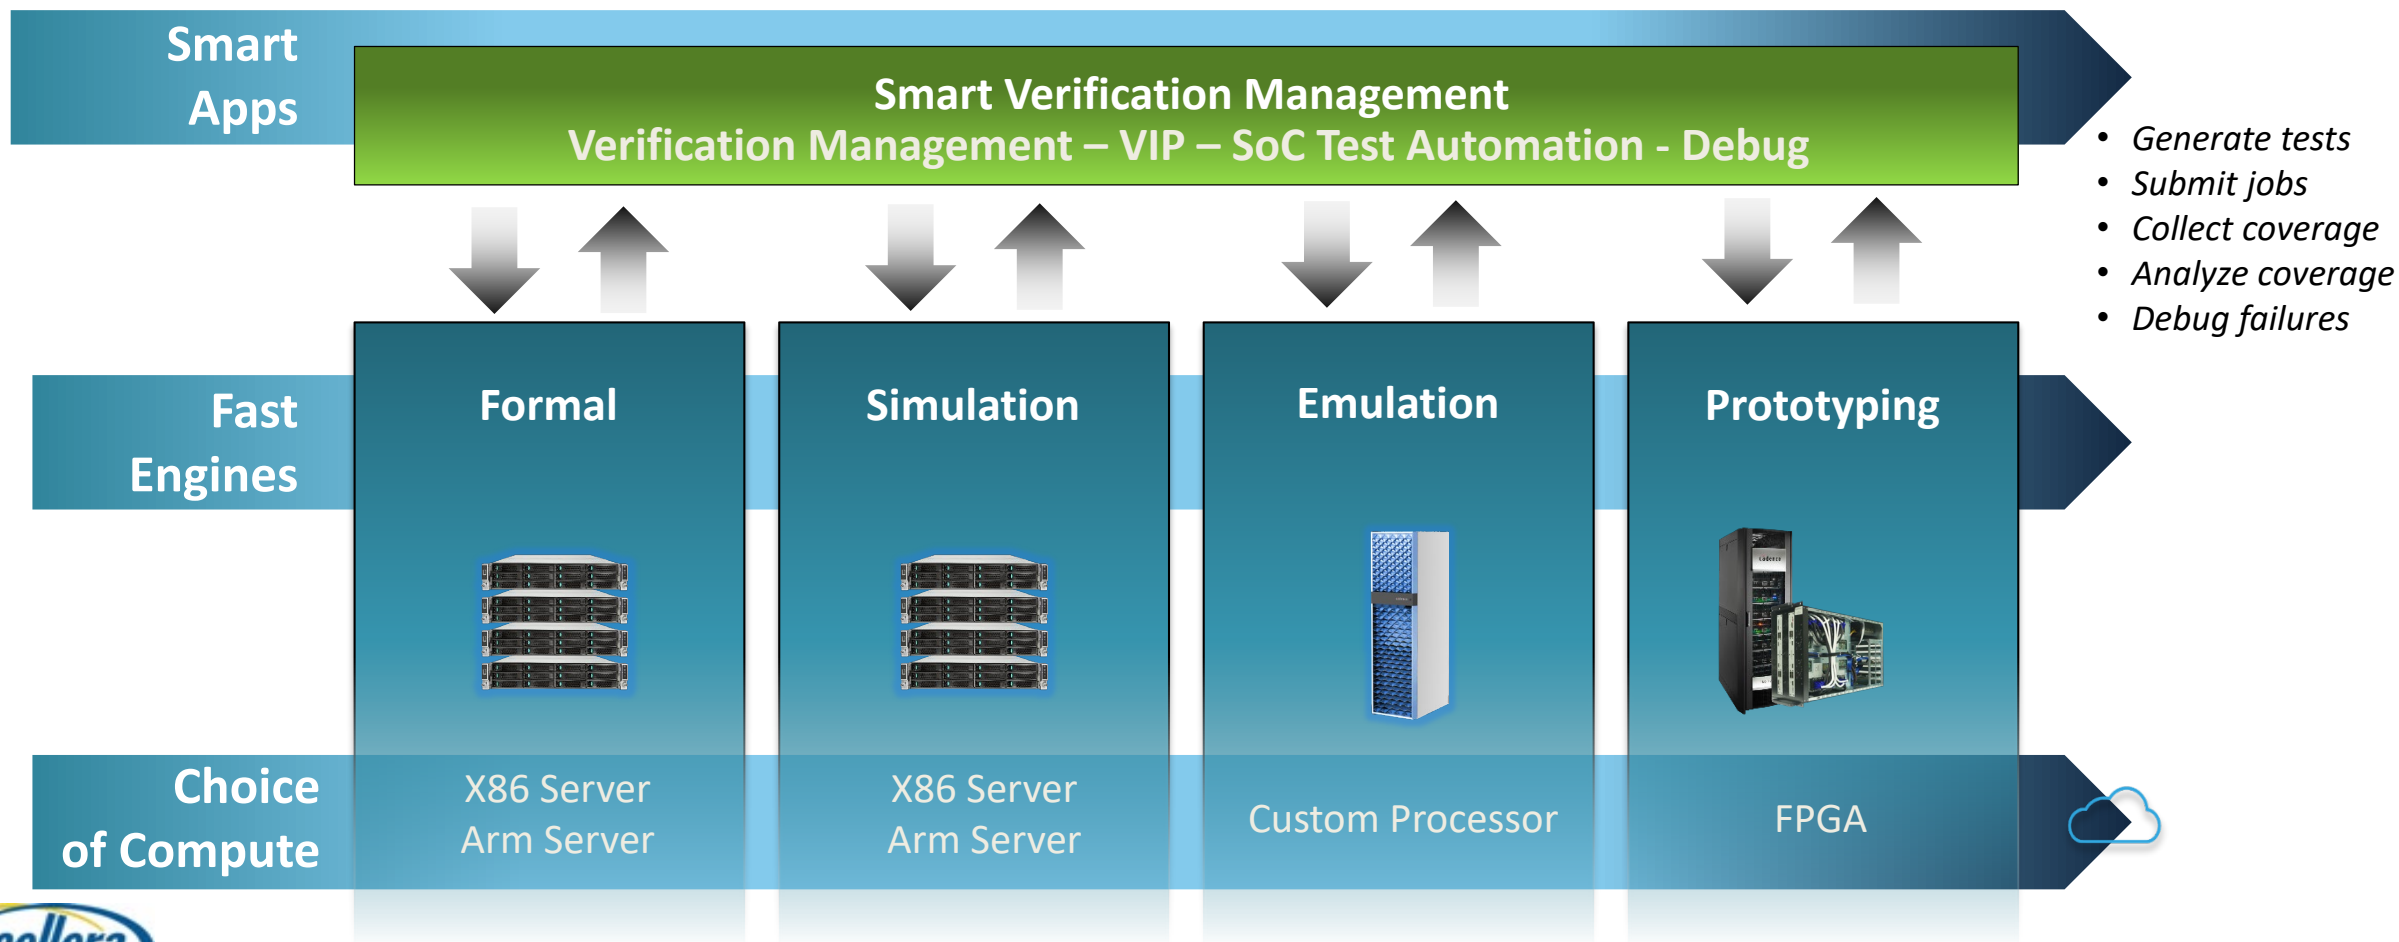 Smart
Apps
Smart Verification Management
Verification Management – VIP – SoC Test Automation - Debug
• Generate tests
• Submit jobs
• Collect coverage
• Analyze coverage
• Debug failures
Fast
Engines
Formal
Simulation
Emulation
Prototyping
cadence
Choice
of Compute
X86 Server
Arm Server
X86 Server
Arm Server
Custom Processor
FPGA